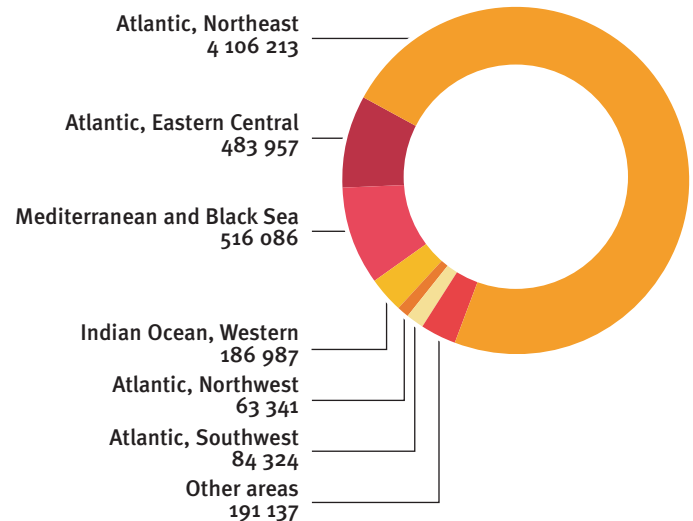 Atlantic, Northeast
4 106 213
Atlantic, Eastern Central
483 957
Mediterranean and Black Sea
516 086
Indian Ocean, Western
186 987
Atlantic, Northwest
63 341
Atlantic, Southwest
84 324
Other areas
191 137